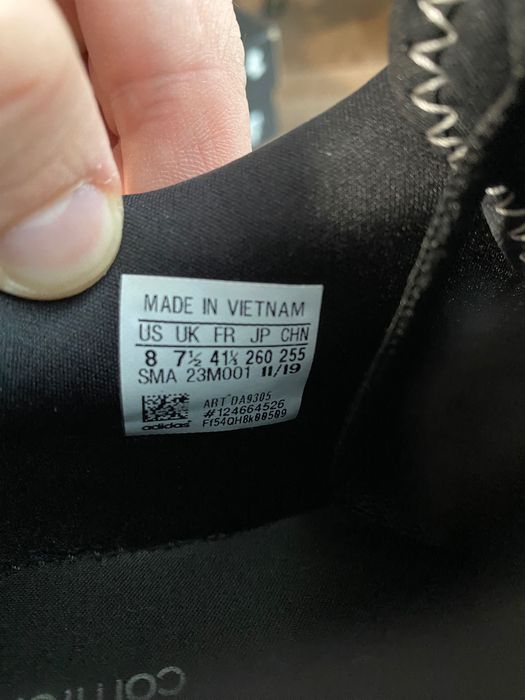 MADE IN VIETNAM
US UK FR JP CHN
8 7½ 41⅓ 260 255
SMA 23M001 11/19
ART DA9305
#124664526
adidas